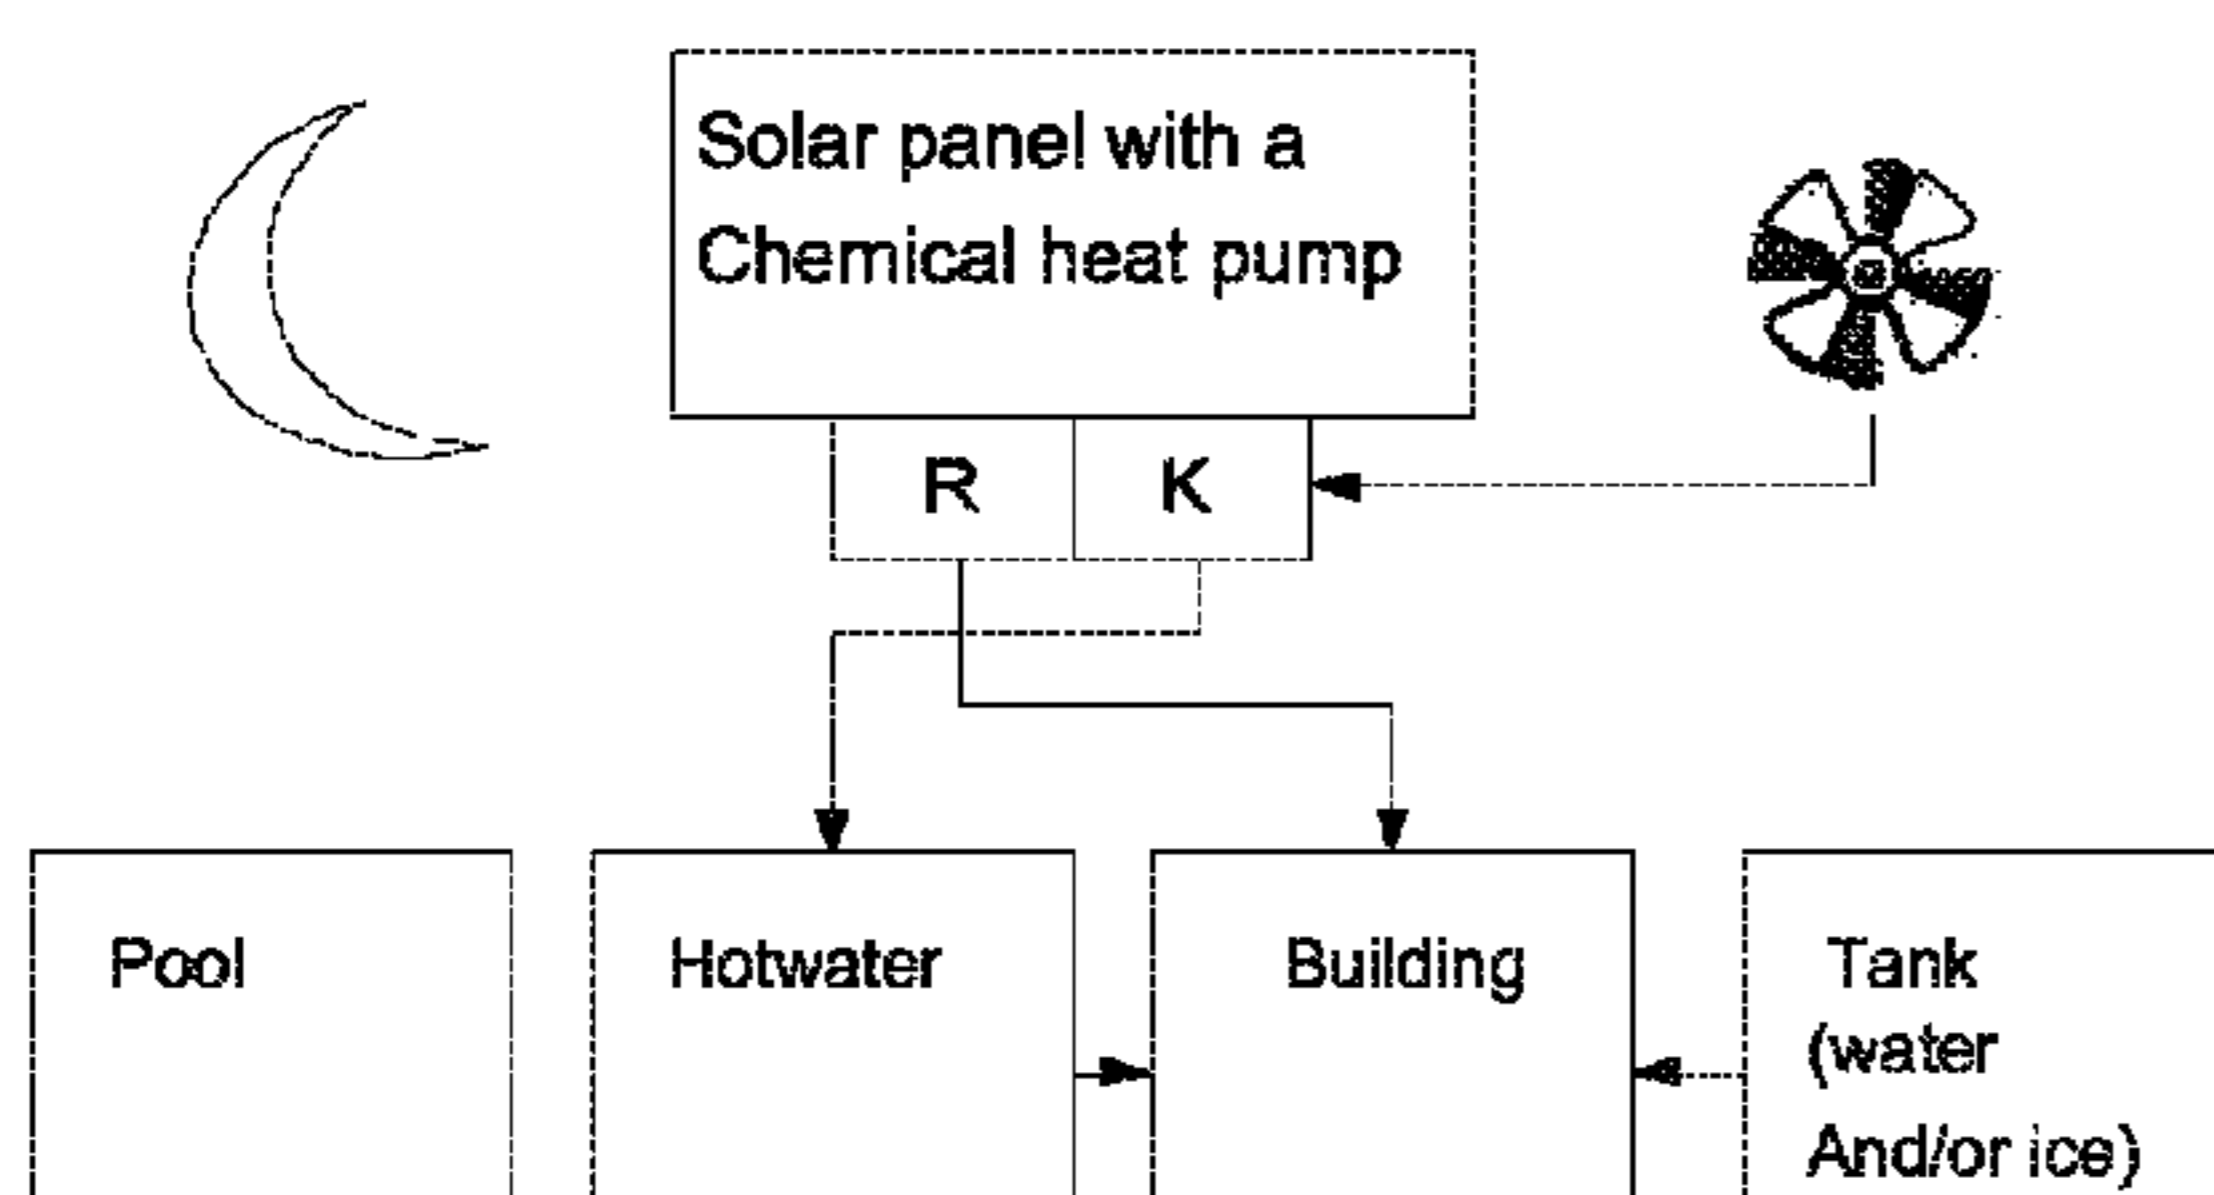 Solar panel with a
Chemical heat pump
R
K
Pool
Hotwater
Building
Tank
(water
And/or ice)